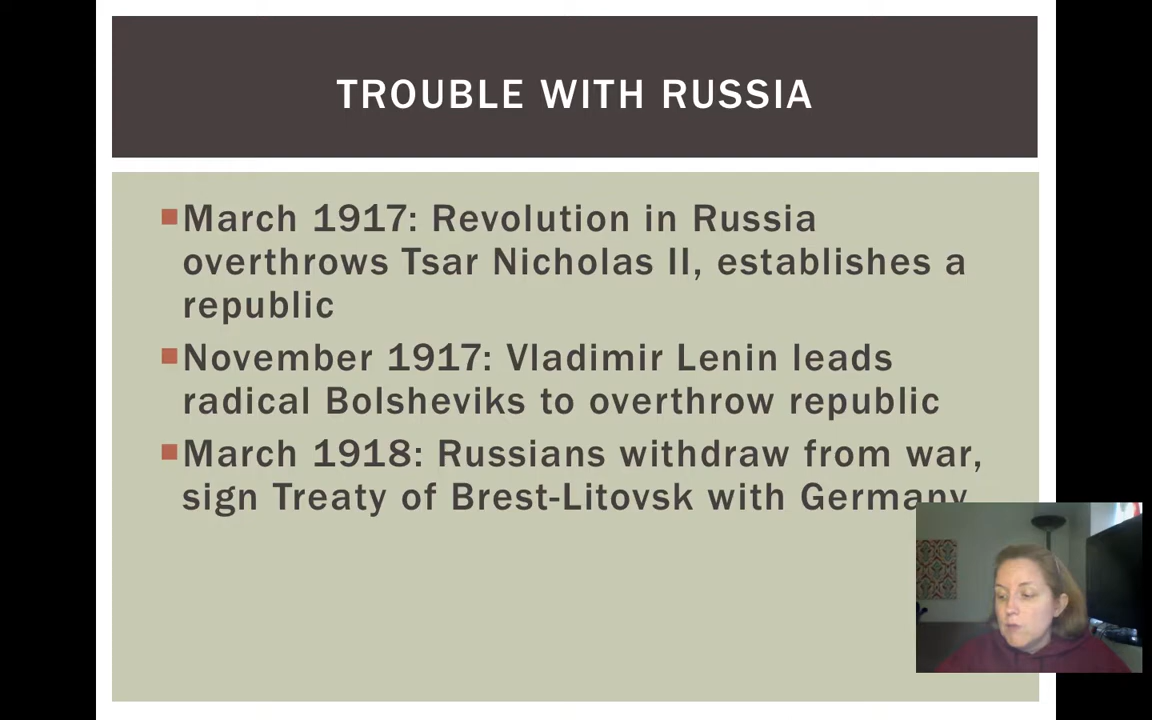 TROUBLE WITH RUSSIA
March 1917: Revolution in Russia
overthrows Tsar Nicholas II, establishes a
republic
November 1917: Vladimir Lenin leads
radical Bolsheviks to overthrow republic
March 1918: Russians withdraw from war,
sign Treaty of Brest-Litovsk with Germany